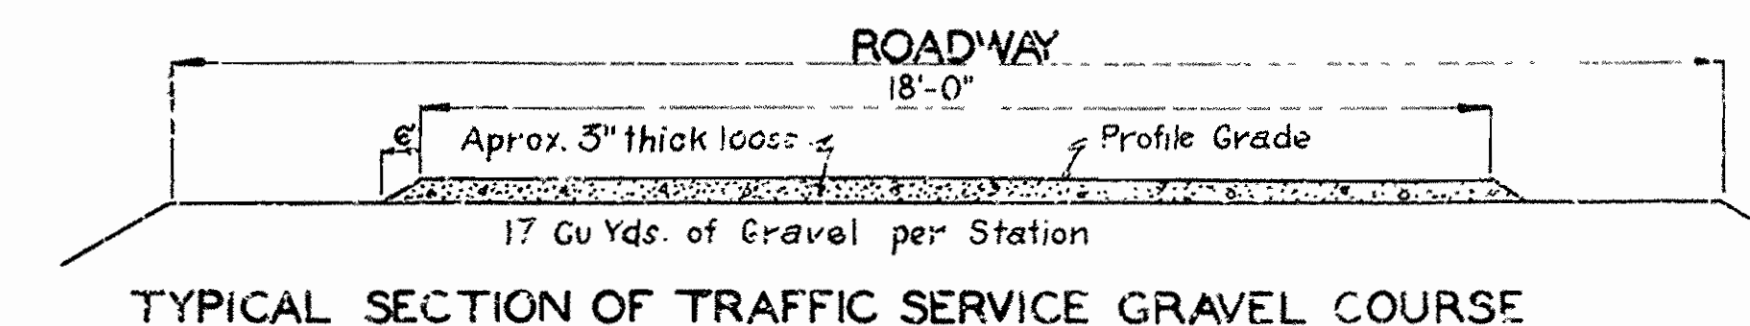 ROADWAY
18'-0"
Aprox. 3" thick loose
Profile Grade
17 Cu Yds. of Gravel per Station
TYPICAL SECTION OF TRAFFIC SERVICE GRAVEL COURSE